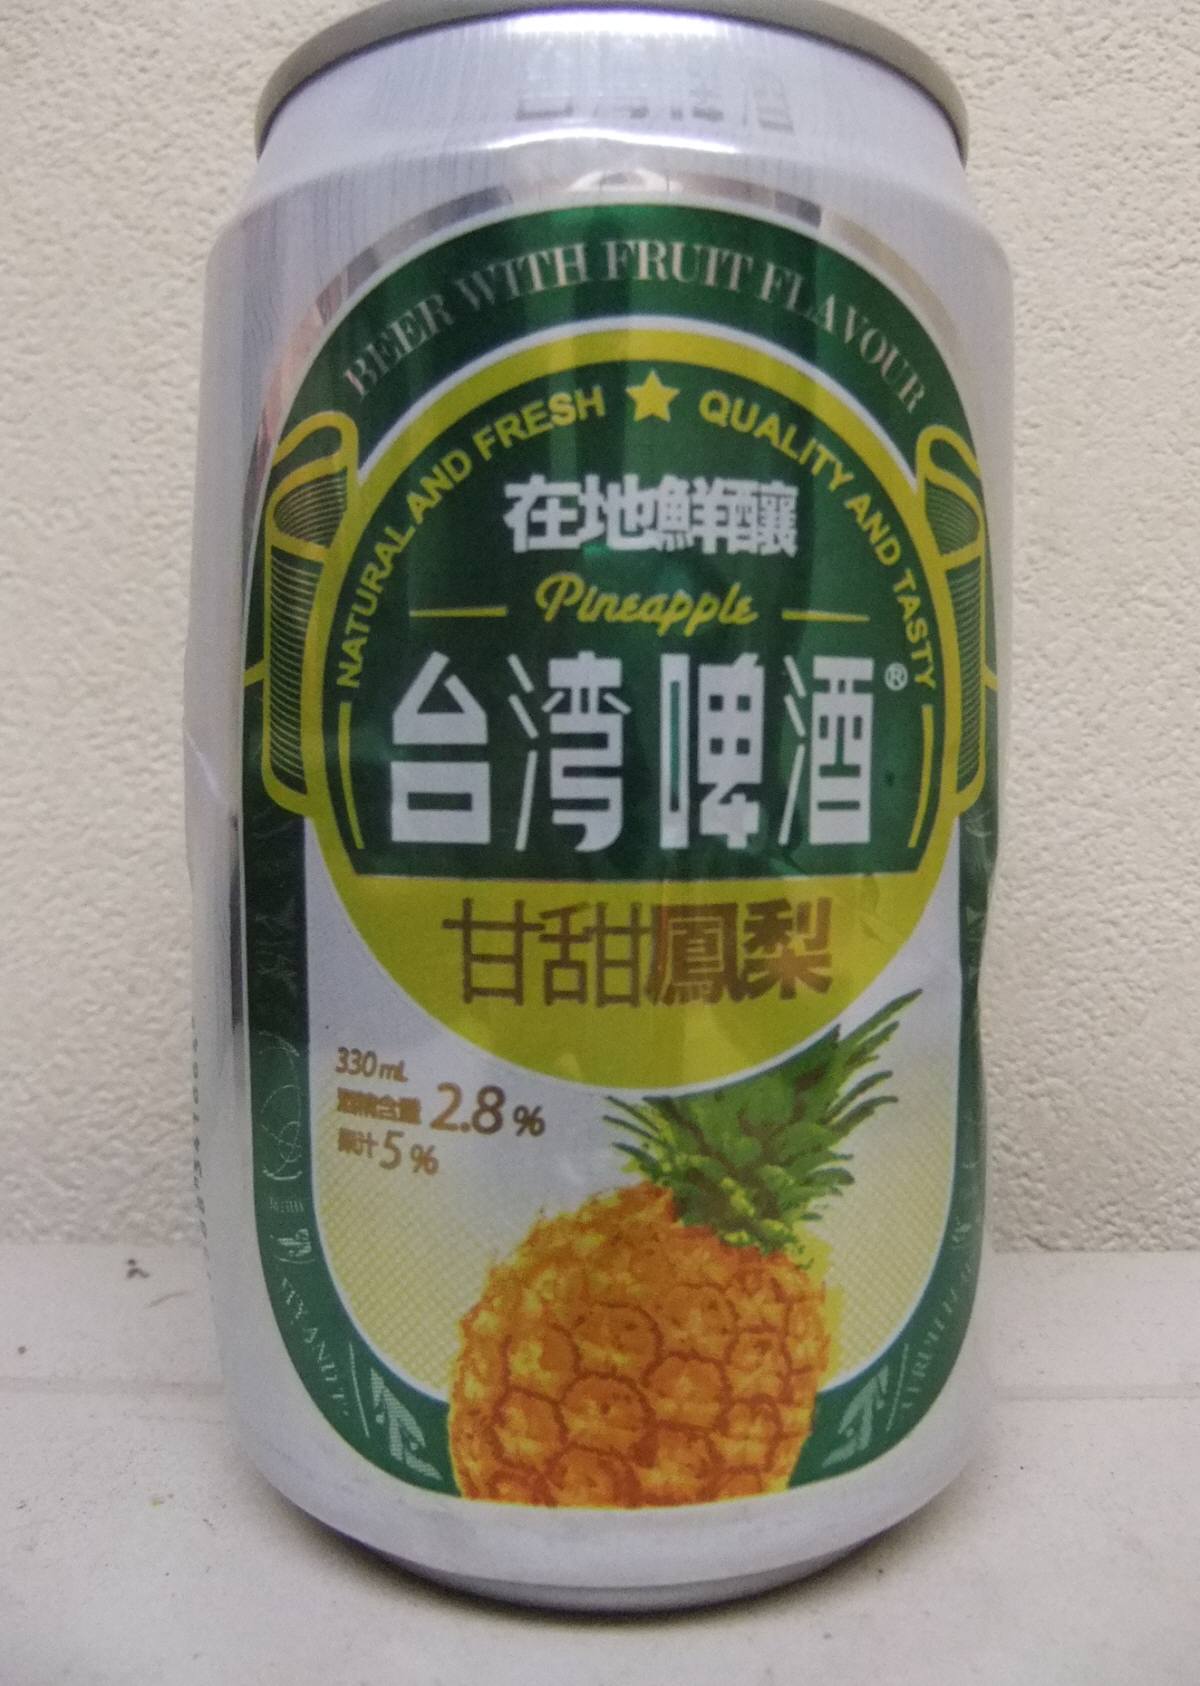 BEER WITH FRUIT FLAVOUR
NATURAL AND FRESH ★ QUALITY AND TASTY
在地鮮釀
Pineapple
台湾啤酒®
甘甜鳳梨
330mL
酒精含量 2.8%
果汁 5%